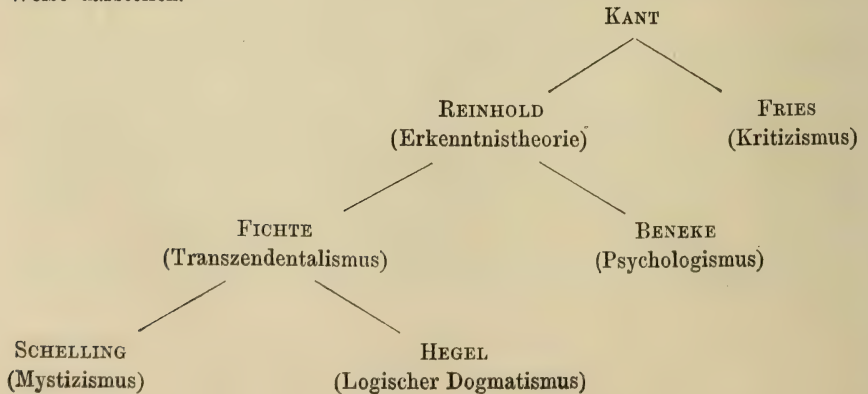 KANT
REINHOLD
(Erkenntnistheorie)
FRIES
(Kritizismus)
FICHTE
(Transzendentalismus)
BENEKE
(Psychologismus)
SCHELLING
(Mystizismus)
HEGEL
(Logischer Dogmatismus)